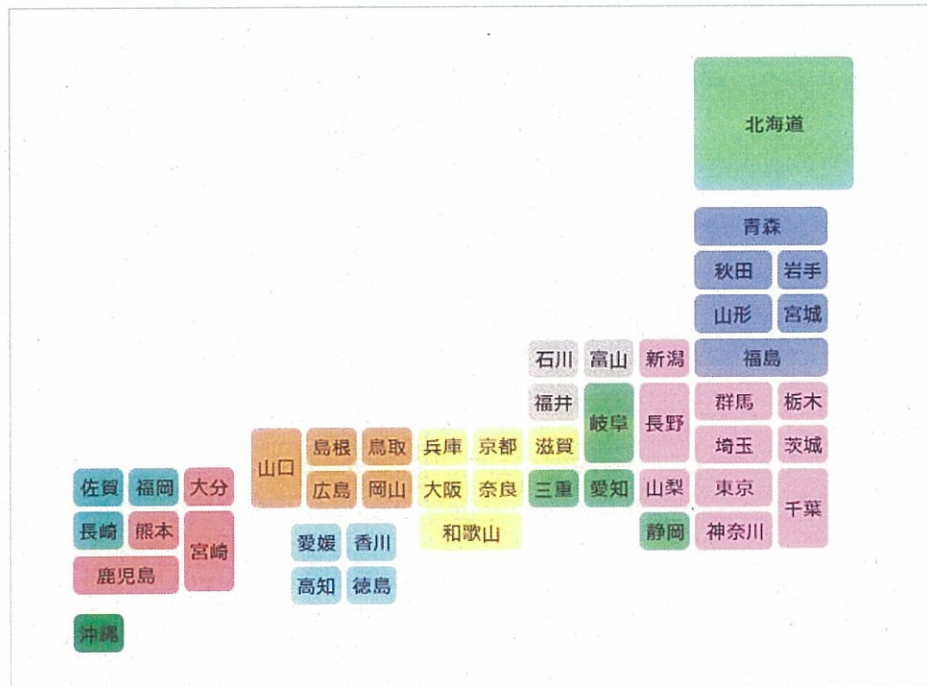 北海道
青森
秋田 岩手
山形 宮城
石川 富山 新潟 福島
福井 岐阜 長野 群馬 栃木
山口 島根 鳥取 兵庫 京都 滋賀 埼玉 茨城
佐賀 福岡 大分 広島 岡山 大阪 奈良 三重 愛知 山梨 東京 千葉
長崎 熊本 宮崎 愛媛 香川 和歌山 静岡 神奈川
鹿児島 高知 徳島
沖縄